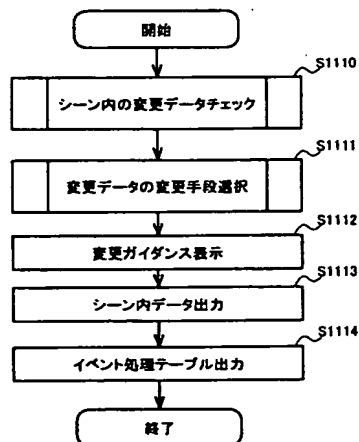 開始
S1110
シーン内の変更データチェック
S1111
変更データの変更手段選択
S1112
変更ガイダンス表示
S1113
シーン内データ出力
S1114
イベント処理テーブル出力
終了